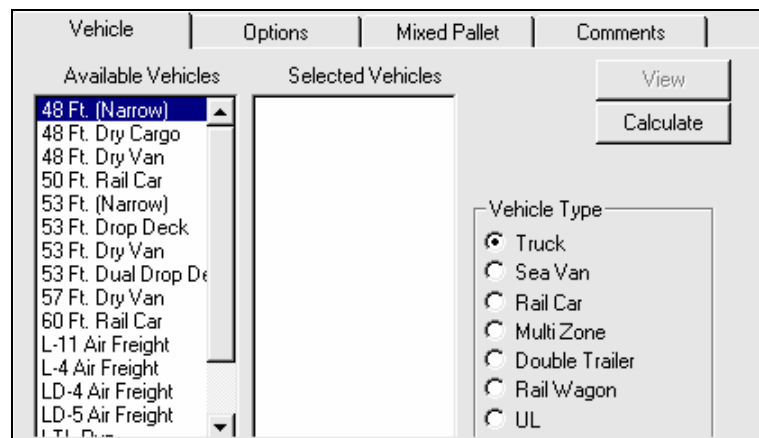 Vehicle
Options
Mixed Pallet
Comments
Available Vehicles
Selected Vehicles
View
Calculate
48 Ft. (Narrow)
48 Ft. Dry Cargo
48 Ft. Dry Van
50 Ft. Rail Car
53 Ft. (Narrow)
53 Ft. Drop Deck
53 Ft. Dry Van
53 Ft. Dual Drop De
57 Ft. Dry Van
60 Ft. Rail Car
L-11 Air Freight
L-4 Air Freight
LD-4 Air Freight
LD-5 Air Freight
Vehicle Type
Truck
Sea Van
Rail Car
Multi Zone
Double Trailer
Rail Wagon
UL